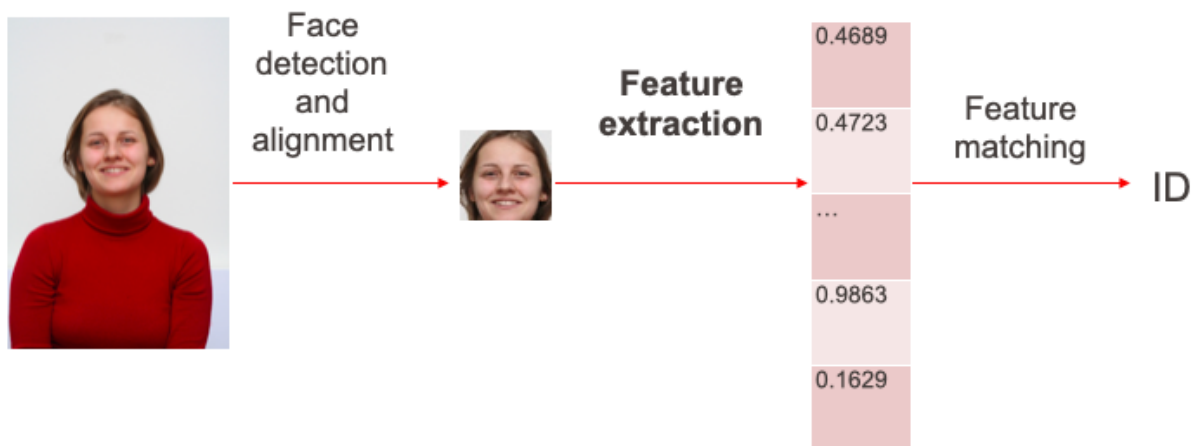 Face
detection
and
alignment
Feature
extraction
0.4689
0.4723
...
0.9863
0.1629
Feature
matching
ID